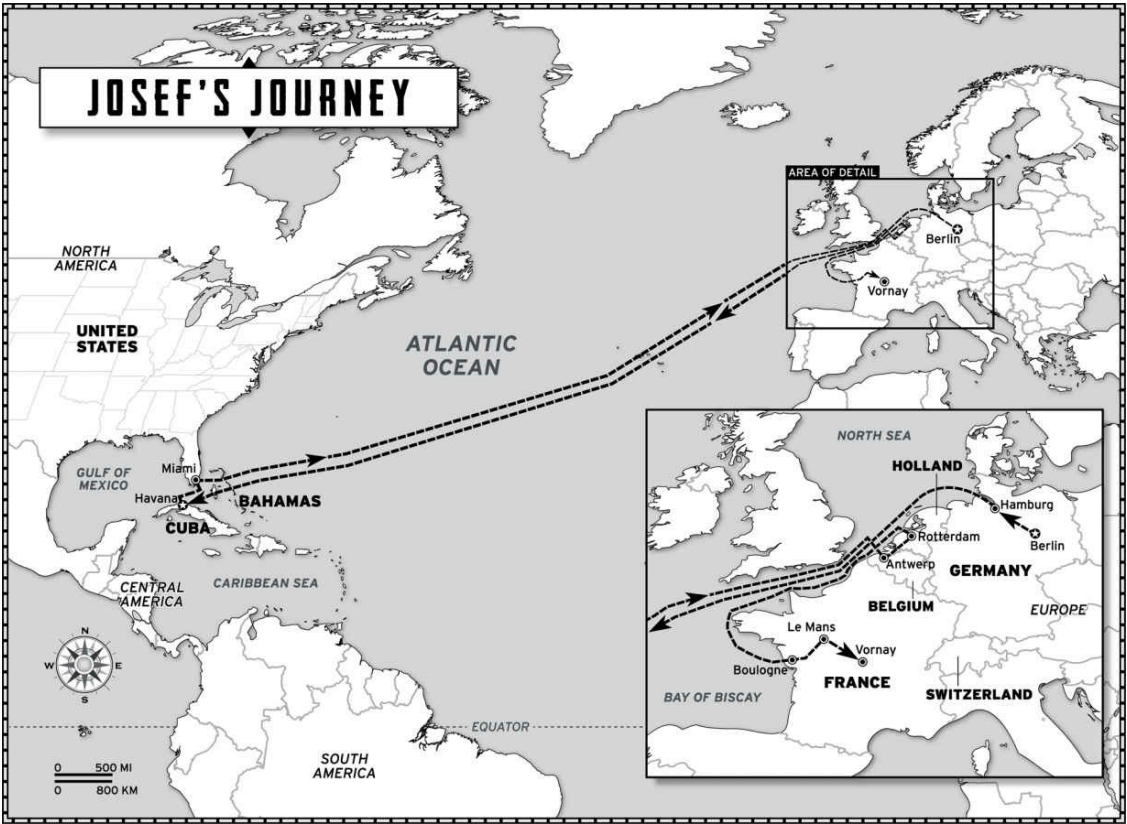 JOSEF'S JOURNEY
AREA OF DETAIL
Berlin
Vornay
NORTH
AMERICA
UNITED
STATES
ATLANTIC
OCEAN
GULF OF
MEXICO
Miami
Havana
BAHAMAS
CUBA
CENTRAL
AMERICA
CARIBBEAN SEA
N
W
E
S
EQUATOR
SOUTH
AMERICA
0 500 MI
0 800 KM
NORTH SEA
HOLLAND
Hamburg
Rotterdam
Berlin
Antwerp
GERMANY
BELGIUM
EUROPE
Le Mans
Vornay
Boulogne
FRANCE
SWITZERLAND
BAY OF BISCAY